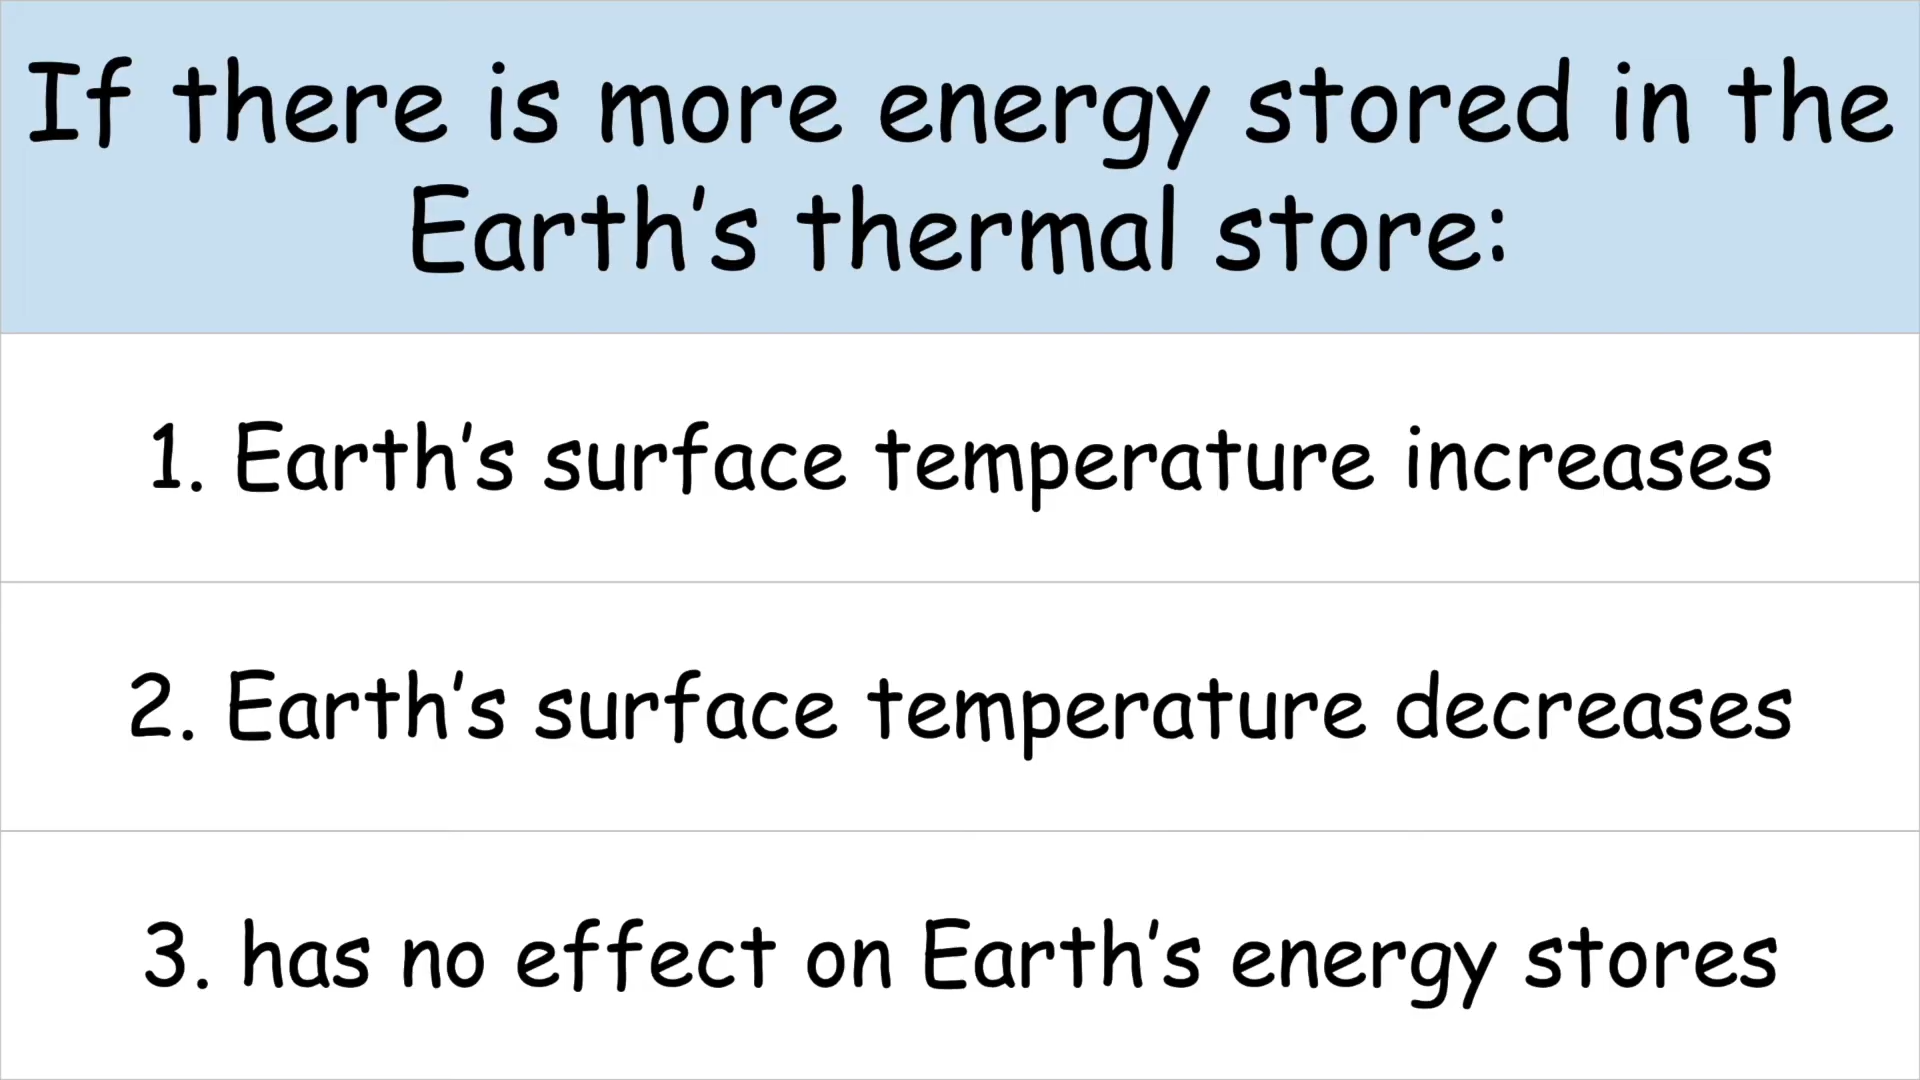 If there is more energy stored in the
Earth’s thermal store:
1. Earth’s surface temperature increases
2. Earth’s surface temperature decreases
3. has no effect on Earth’s energy stores